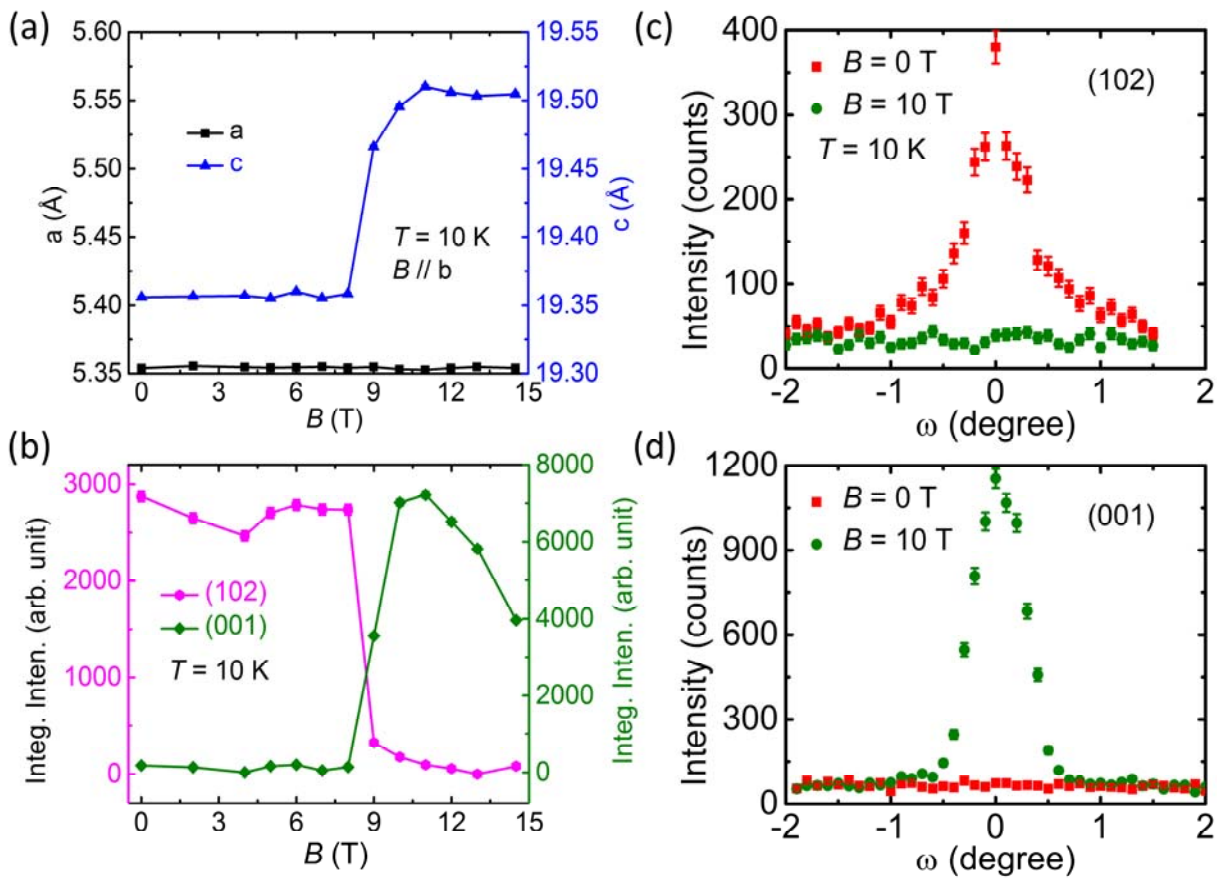 (a)
5.60
5.55
5.50
5.45
5.40
5.35
a (Å)
19.55
19.50
19.45
19.40
19.35
19.30
c (Å)
a
c
T = 10 K
B // b
0 3 6 9 12 15
B (T)
(b)
3000
2000
1000
0
Integ. Inten. (arb. unit)
8000
6000
4000
2000
0
Integ. Inten. (arb. unit)
(102)
(001)
T = 10 K
0 3 6 9 12 15
B (T)
(c)
400
300
200
100
0
Intensity (counts)
B = 0 T
B = 10 T
T = 10 K
(102)
-2 -1 0 1 2
ω (degree)
(d)
1200
900
600
300
0
Intensity (counts)
B = 0 T
B = 10 T
(001)
-2 -1 0 1 2
ω (degree)